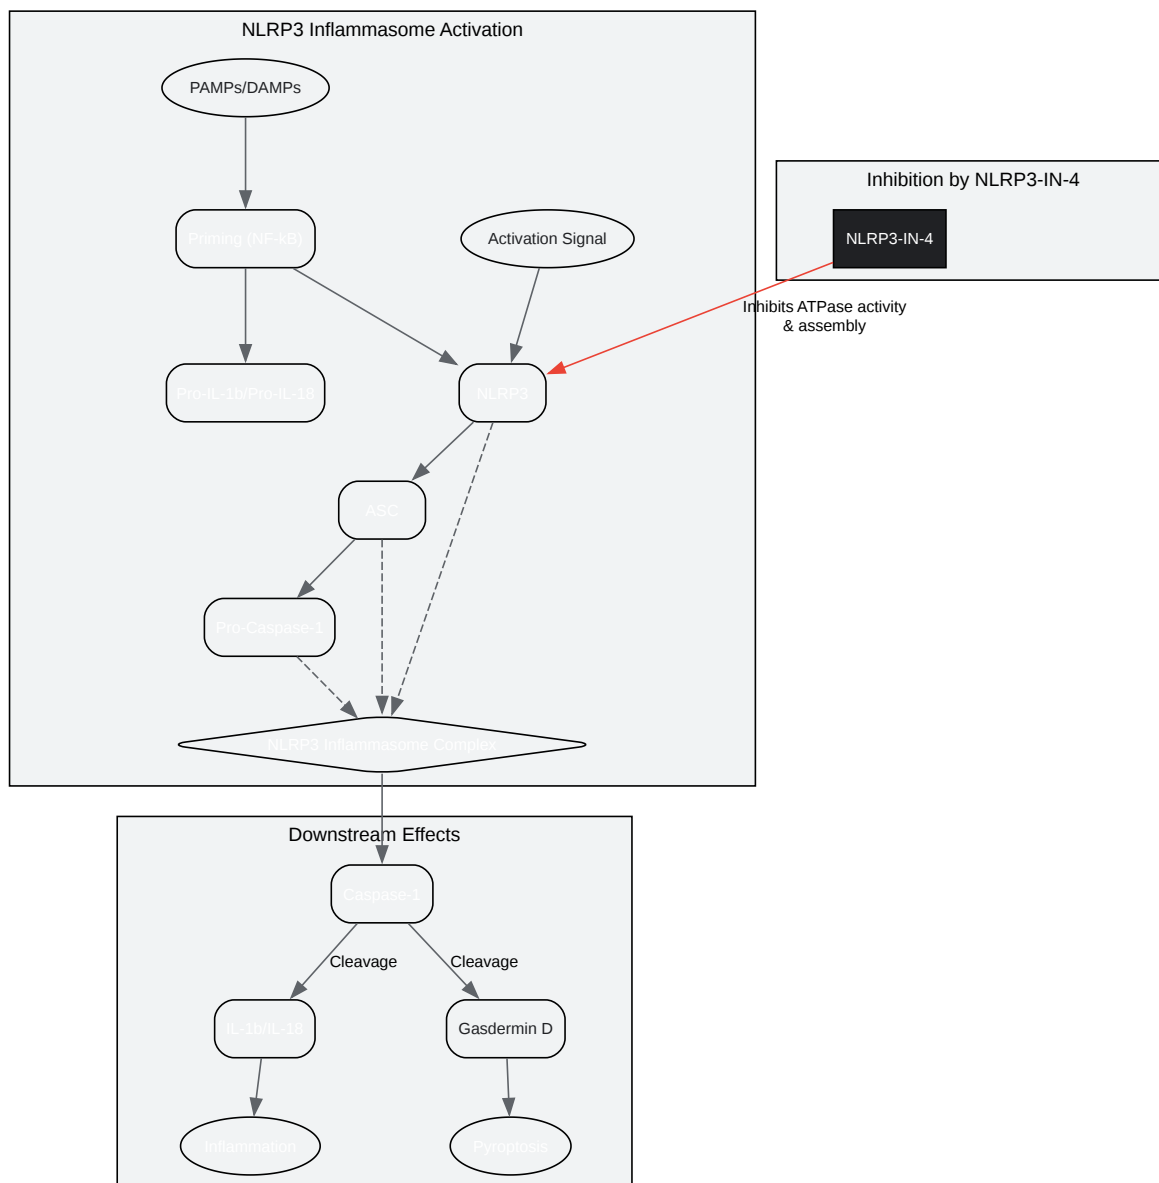 NLRP3 Inflammasome Activation
PAMPs/DAMPs
Inhibition by NLRP3-IN-4
Priming (NF-kB)
Activation Signal
NLRP3-IN-4
Inhibits ATPase activity
& assembly
Pro-IL-1b/Pro-IL-18
NLRP3
ASC
Pro-Caspase-1
NLRP3 Inflammasome Complex
Downstream Effects
Caspase-1
Cleavage
Cleavage
IL-1b/IL-18
Gasdermin D
Inflammation
Pyroptosis